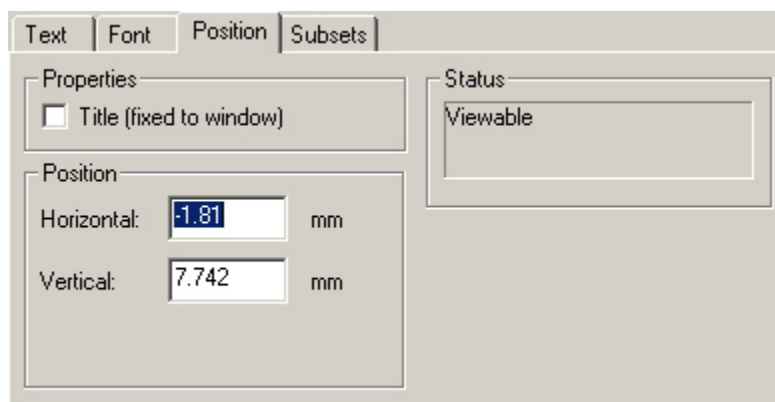 Text Font Position Subsets
Properties
Title (fixed to window)
Status
Viewable
Position
Horizontal: -1.81 mm
Vertical: 7.742 mm